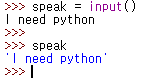 >>> speak = input()
I need python
>>>
>>> speak
'I need python'
>>>